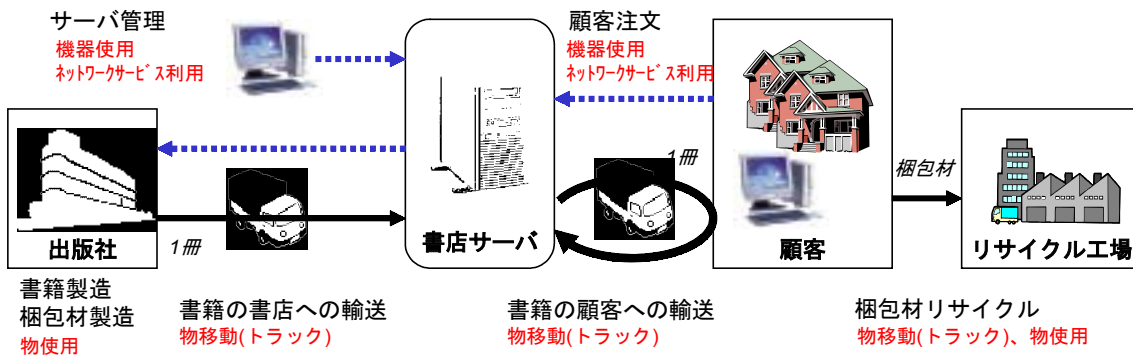 サーバ管理
機器使用
ﾈｯﾄﾜｰｸサービス利用
顧客注文
機器使用
ﾈｯﾄﾜｰｸサービス利用
1冊
梱包材
出版社
1冊
書店サーバ
顧客
リサイクル工場
書籍製造
梱包材製造
物使用
書籍の書店への輸送
物移動(トラック)
書籍の顧客への輸送
物移動(トラック)
梱包材リサイクル
物移動(トラック)、物使用